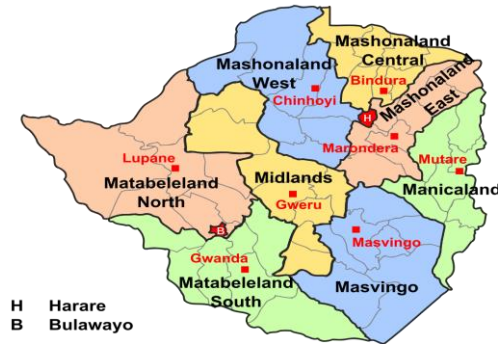 Mashonaland
Central
Bindura
Mashonaland
West
Chinhoyi
Mashonaland
East
H
Marondera
Mutare
Manicaland
Lupane
Matabeleland
North
Midlands
Gweru
B
Masvingo
Gwanda
Matabeleland
South
Masvingo
H Harare
B Bulawayo